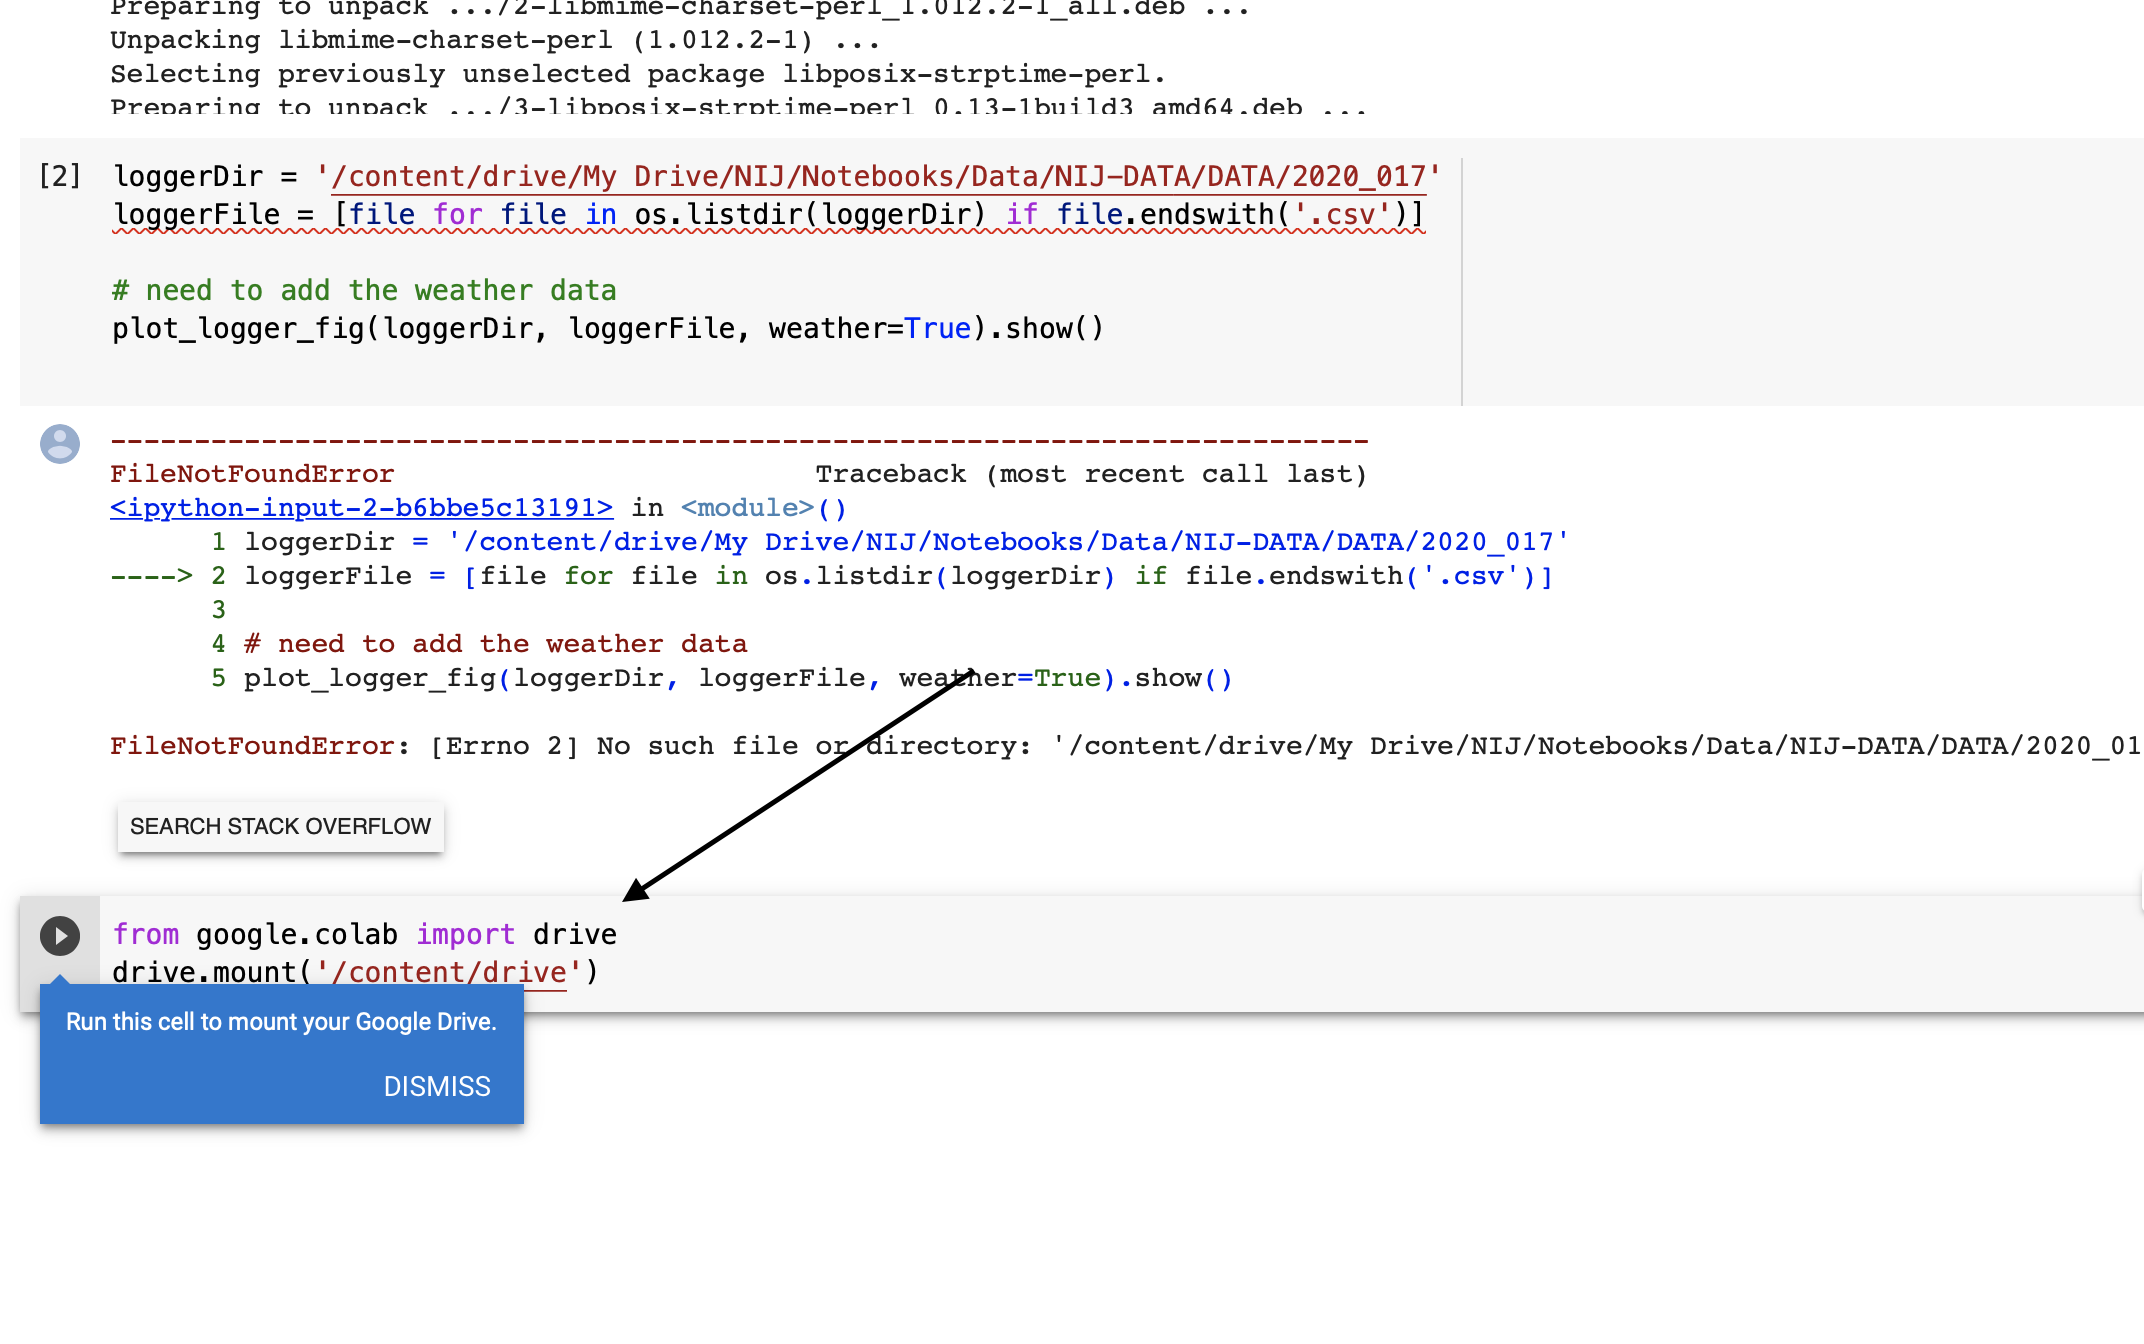 Preparing to unpack .../2-libmime-charset-perl_1.012.2-1_all.deb ...
Unpacking libmime-charset-perl (1.012.2-1) ...
Selecting previously unselected package libposix-strptime-perl.
Preparing to unpack .../3-libposix-strptime-perl_0.13-1build3_amd64.deb ...
[2] loggerDir = '/content/drive/My Drive/NIJ/Notebooks/Data/NIJ-DATA/DATA/2020_017'
loggerFile = [file for file in os.listdir(loggerDir) if file.endswith('.csv')]
# need to add the weather data
plot_logger_fig(loggerDir, loggerFile, weather=True).show()
---------------------------------------------------------------------------
FileNotFoundError Traceback (most recent call last)
<ipython-input-2-b6bbe5c13191> in <module>()
1 loggerDir = '/content/drive/My Drive/NIJ/Notebooks/Data/NIJ-DATA/DATA/2020_017'
----> 2 loggerFile = [file for file in os.listdir(loggerDir) if file.endswith('.csv')]
3
4 # need to add the weather data
5 plot_logger_fig(loggerDir, loggerFile, weather=True).show()
FileNotFoundError: [Errno 2] No such file or directory: '/content/drive/My Drive/NIJ/Notebooks/Data/NIJ-DATA/DATA/2020_01
SEARCH STACK OVERFLOW
from google.colab import drive
drive.mount('/content/drive')
Run this cell to mount your Google Drive.
DISMISS